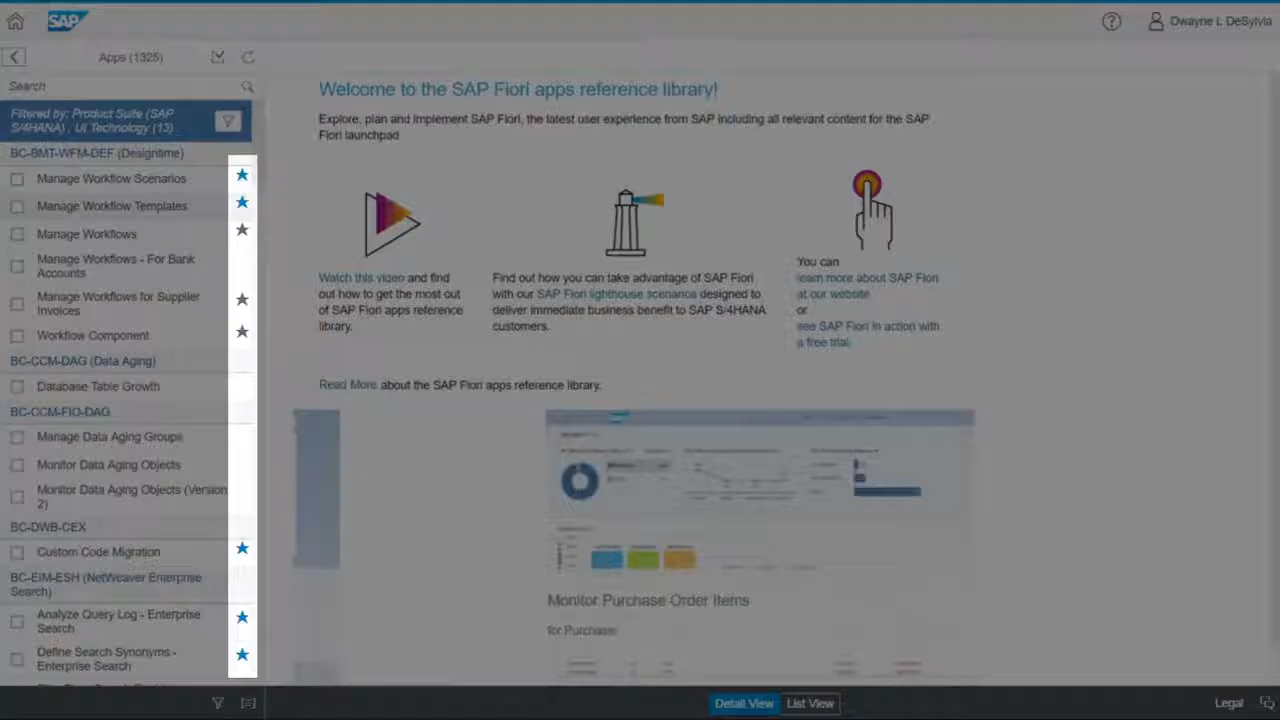 SAP
Dwayne L DeSylvia
Apps (1325)
Search
Filtered by: Product Suite (SAP
S/4HANA) , UI Technology (13)
BC-BMT-WFM-DEF (Designtime)
Manage Workflow Scenarios
Manage Workflow Templates
Manage Workflows
Manage Workflows - For Bank
Accounts
Manage Workflows for Supplier
Invoices
Workflow Component
BC-CCM-DAG (Data Aging)
Database Table Growth
BC-CCM-FIO-DAG
Manage Data Aging Groups
Monitor Data Aging Objects
Monitor Data Aging Objects (Version
2)
BC-DWB-CEX
Custom Code Migration
BC-EIM-ESH (NetWeaver Enterprise
Search)
Analyze Query Log - Enterprise
Search
Define Search Synonyms -
Enterprise Search
Welcome to the SAP Fiori apps reference library!
Explore, plan and implement SAP Fiori, the latest user experience from SAP including all relevant content for the SAP
Fiori launchpad
Watch this video and find
out how to get the most out
of SAP Fiori apps reference
library.
Find out how you can take advantage of SAP Fiori
with our SAP Fiori lighthouse scenarios designed to
deliver immediate business benefit to SAP S/4HANA
customers.
You can
learn more about SAP Fiori
at our website
or
see SAP Fiori in action with
a free trial
Read More about the SAP Fiori apps reference library.
Monitor Purchase Order Items
for Purchase
Detail View
List View
Legal